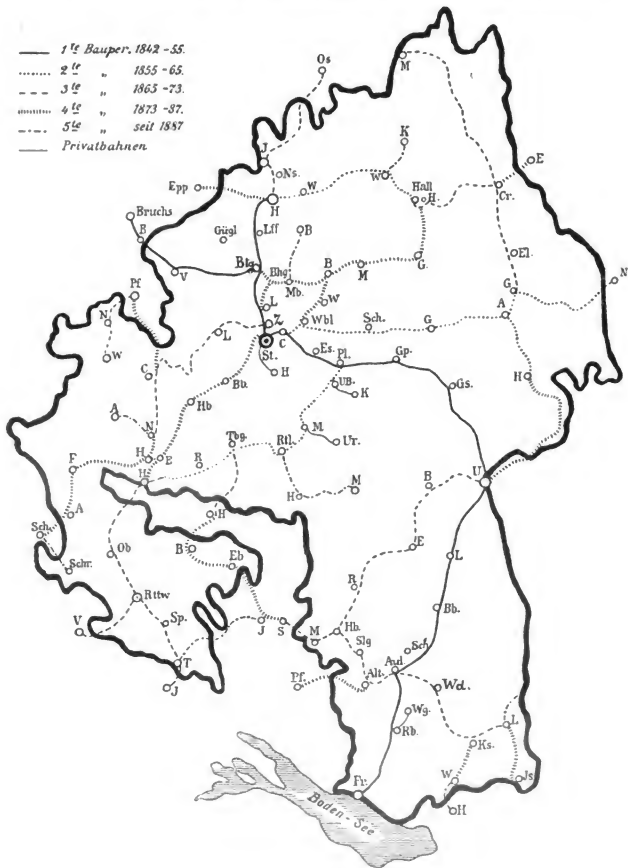 1te Bauper. 1842-55.
2te „ 1855-65.
3te „ 1865-73.
4te „ 1873-87.
5te „ seit 1887
Privatbahnen
Os
M
J
Ns.
K
Epp
W
W
Hall
H.
E
Cr.
H
Bruchs
B
Gügl
Lff
B
El.
Blg
Bhg
B
M
G.
V
Mb.
N
Pf
L
W
G
A
N
Z
Wbl
Sch.
G
L
St.
C
W
Es.
Pl.
Gp.
C
H
Gs.
H
Bb.
UB.
K
Hb
A
N
M
Tbg.
Rtl.
Ur.
F
H
E
R
U
H
M
B
H
A
H
Sch.
Ob
B
E
L
Schr.
Eb
R
Rttw
Bb.
Sp.
J
S
Hb.
V
M
Slg
Sch
T
Aul
J
Pf.
Alt.
Wd.
Wg.
Rb.
L
Ks.
Fr.
W
Js
H
Boden-See